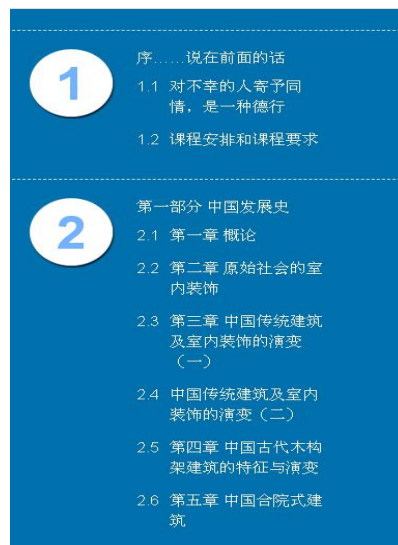 1
序……说在前面的话
1.1 对不幸的人寄予同
情，是一种德行
1.2 课程安排和课程要求
2
第一部分 中国发展史
2.1 第一章 概论
2.2 第二章 原始社会的室
内装饰
2.3 第三章 中国传统建筑
及室内装饰的演变
（一）
2.4 中国传统建筑及室内
装饰的演变（二）
2.5 第四章 中国古代木构
架建筑的特征与演变
2.6 第五章 中国合院式建
筑